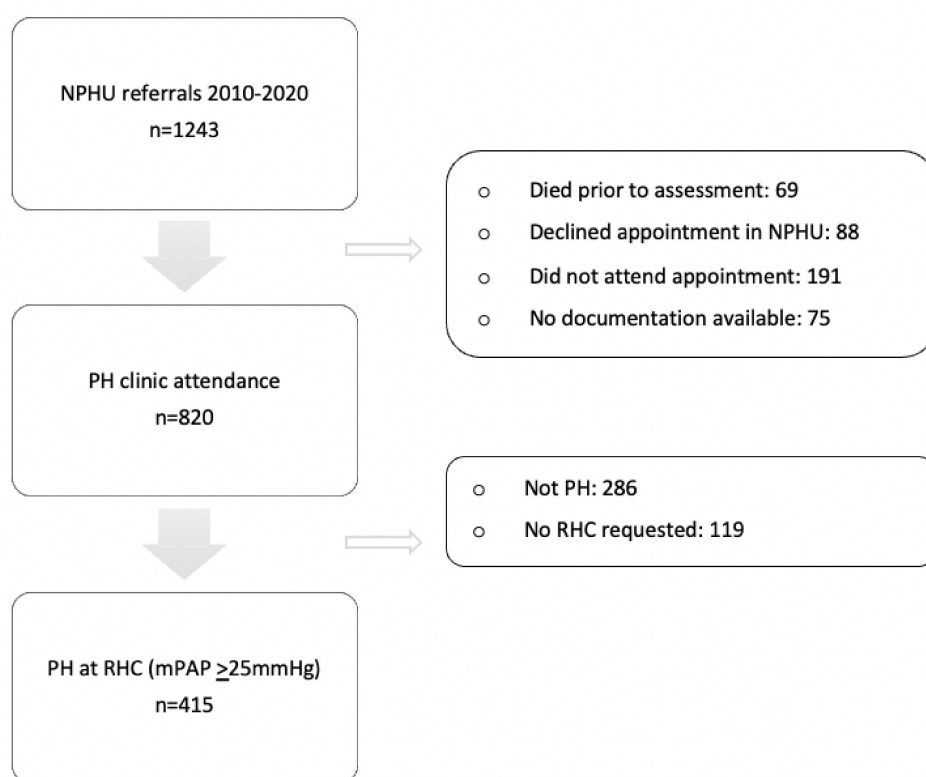 NPHU referrals 2010-2020
n=1243
○ Died prior to assessment: 69
○ Declined appointment in NPHU: 88
○ Did not attend appointment: 191
○ No documentation available: 75
PH clinic attendance
n=820
○ Not PH: 286
○ No RHC requested: 119
PH at RHC (mPAP ≥25mmHg)
n=415